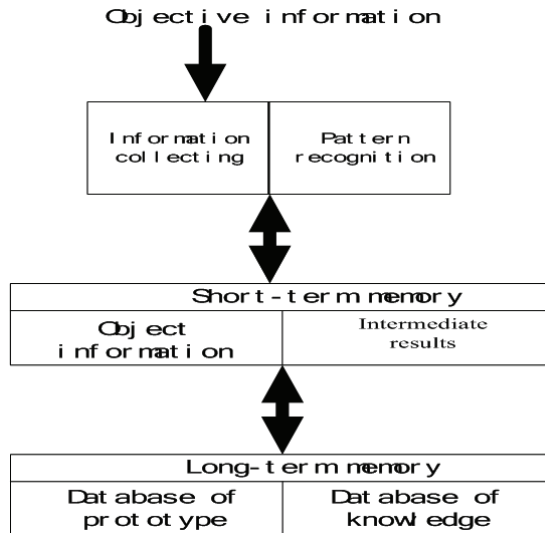 Objective information
Information
collecting
Pattern
recognition
Short-term memory
Object
information
Intermediate
results
Long-term memory
Database of
prototype
Database of
knowledge